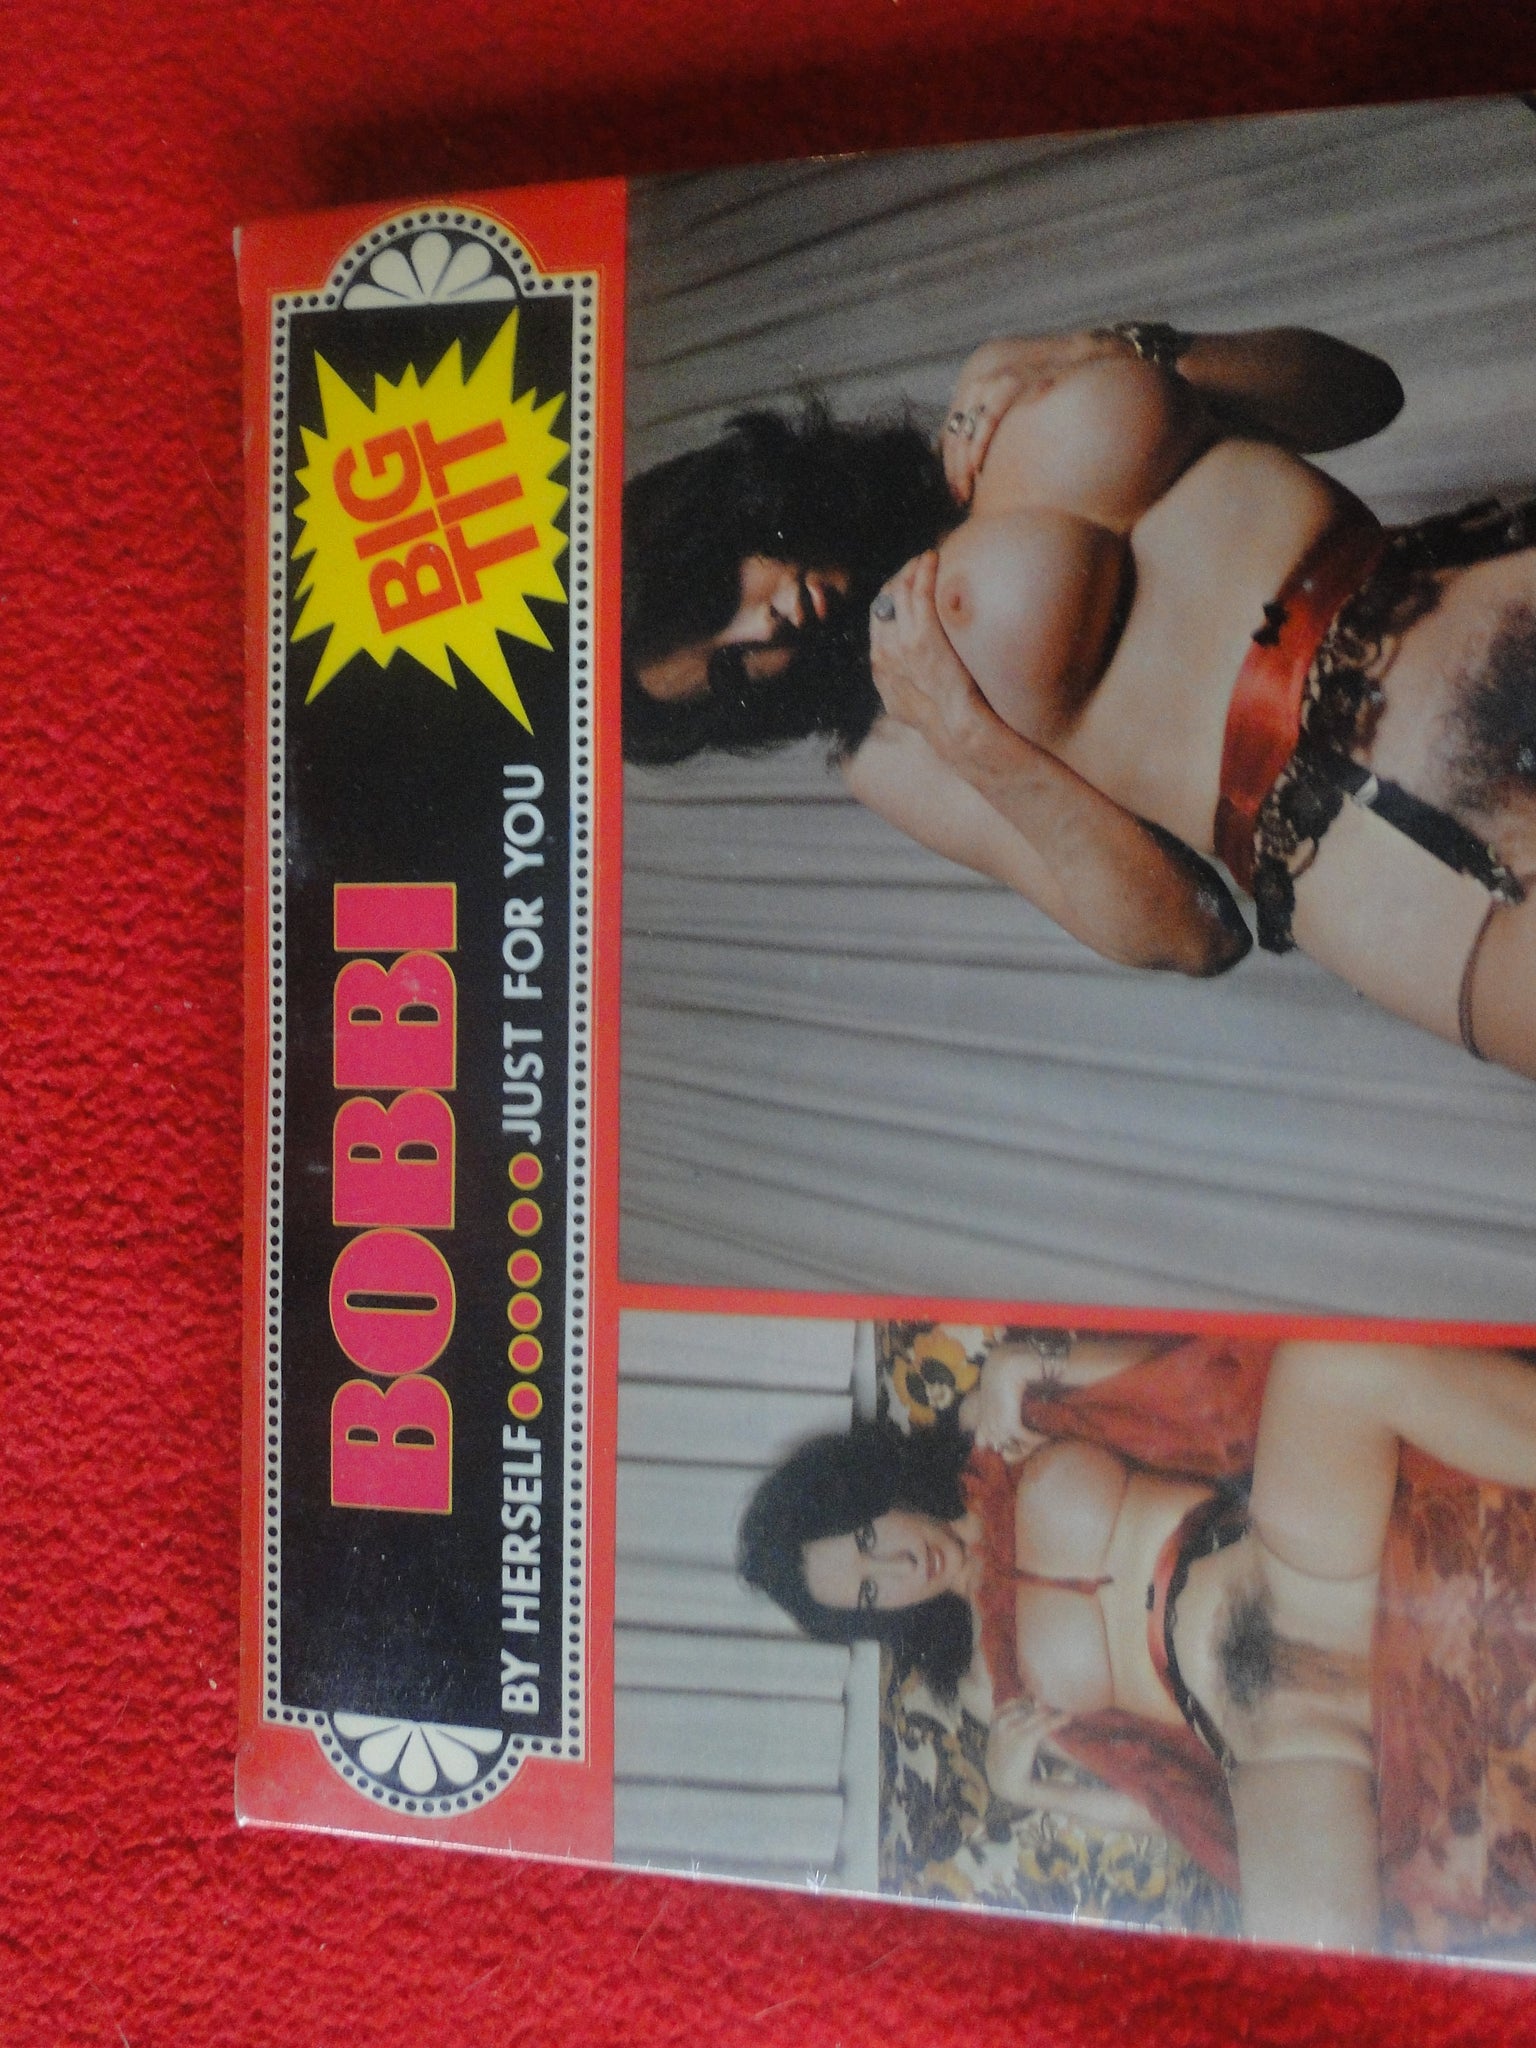 BOBBI
BY HERSELF●●●●●●JUST FOR YOU
BIG
TIT